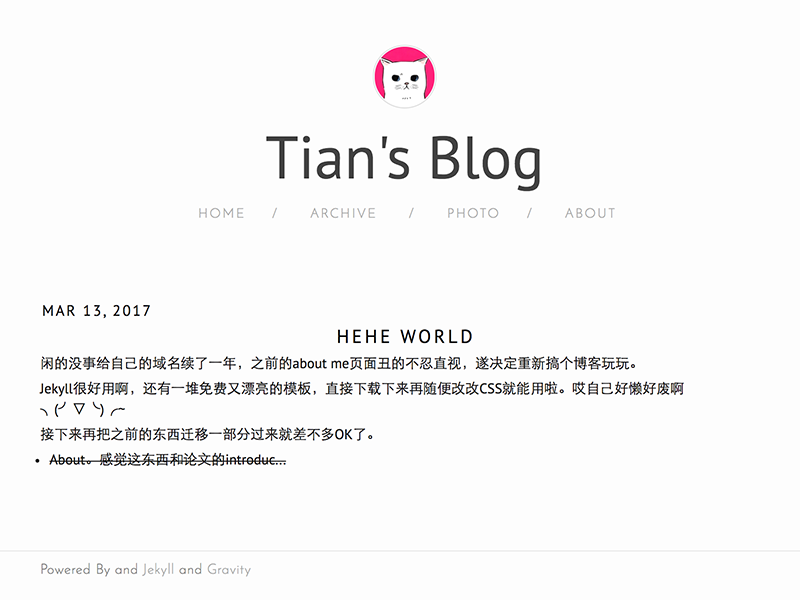 Tian's Blog
HOME / ARCHIVE / PHOTO / ABOUT
MAR 13, 2017
HEHE WORLD
闲的没事给自己的域名续了一年，之前的about me页面丑的不忍直视，遂决定重新搞个博客玩玩。
Jekyll很好用啊，还有一堆免费又漂亮的模板，直接下载下来再随便改改CSS就能用啦。哎自己好懒好废啊
╮(╯▽╰)╭
接下来再把之前的东西迁移一部分过来就差不多OK了。
• About。感觉这东西和论文的introduc...
Powered By and Jekyll and Gravity